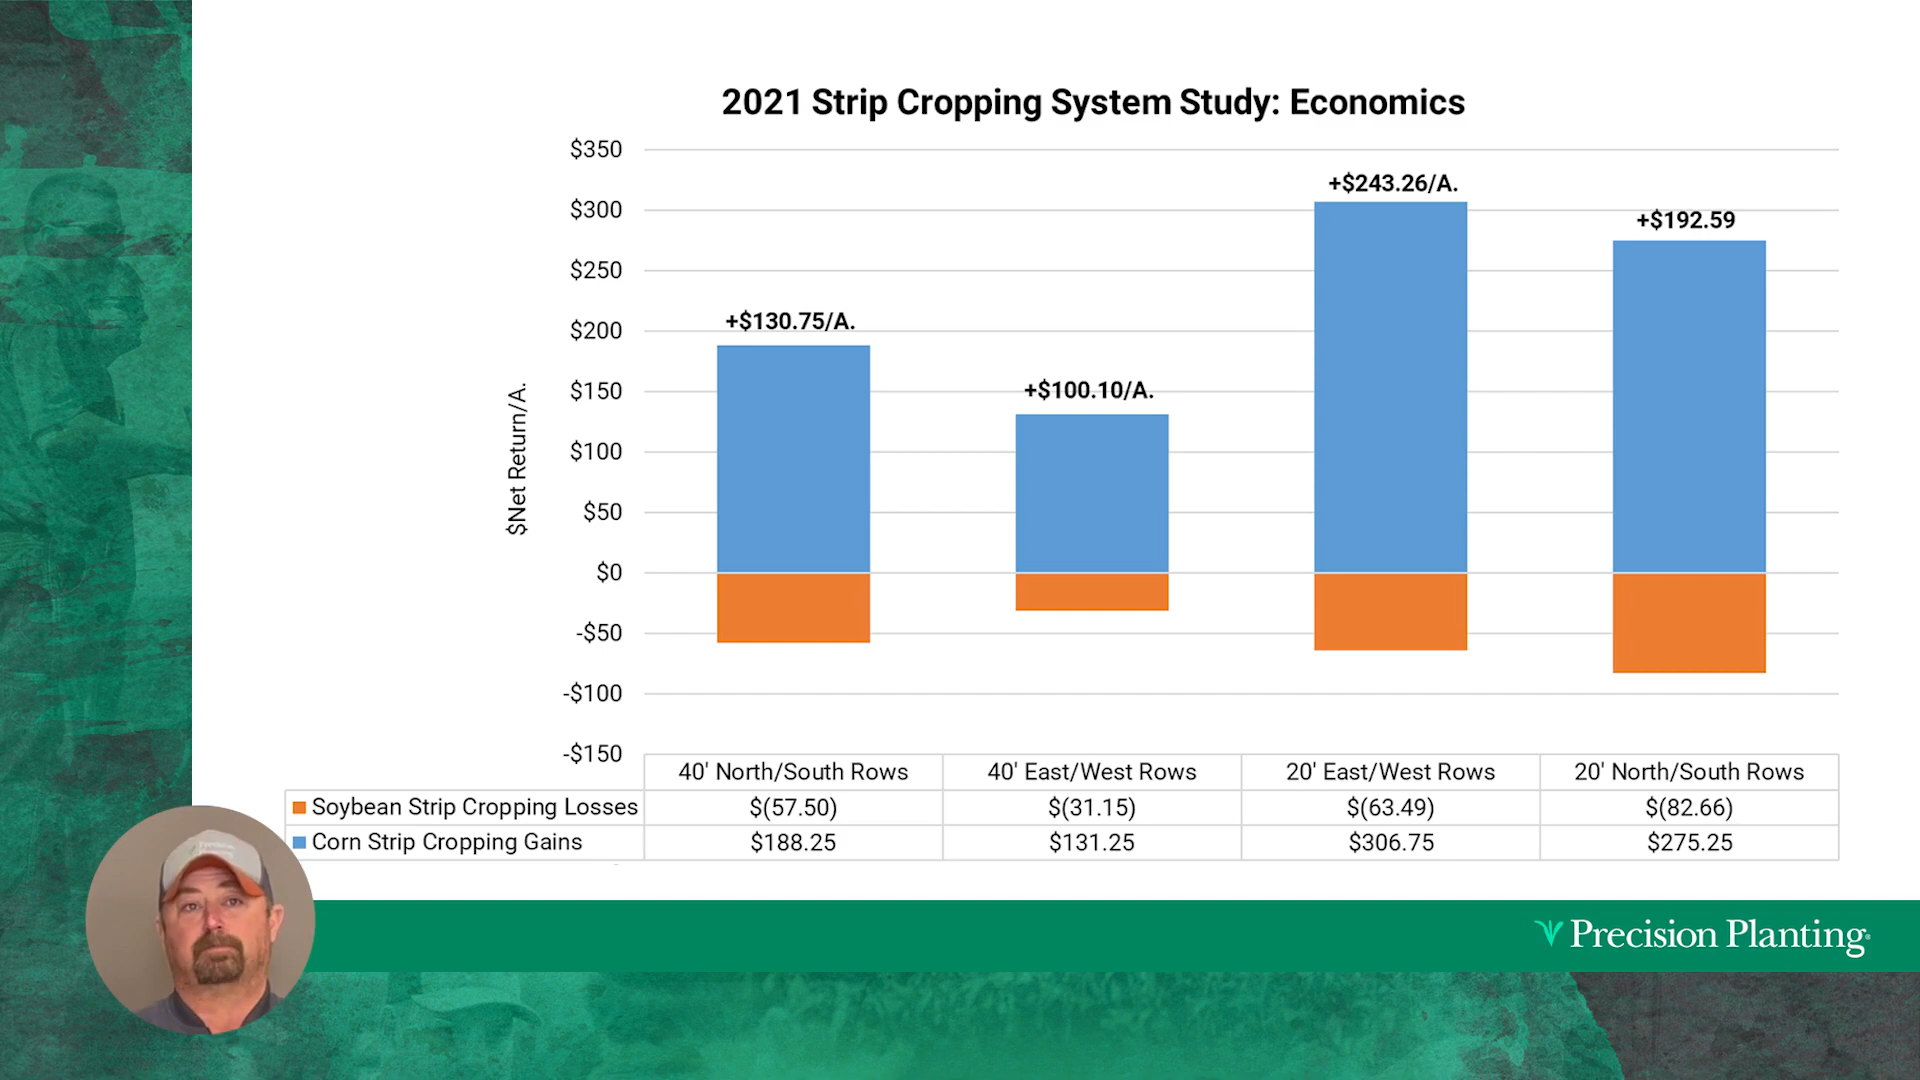 2021 Strip Cropping System Study: Economics
$350
$300
$250
$200
$150
$100
$50
$0
-$50
-$100
-$150
$Net Return/A.
+$130.75/A.
+$100.10/A.
+$243.26/A.
+$192.59
40' North/South Rows 40' East/West Rows 20' East/West Rows 20' North/South Rows
Soybean Strip Cropping Losses $(57.50) $(31.15) $(63.49) $(82.66)
Corn Strip Cropping Gains $188.25 $131.25 $306.75 $275.25
Precision Planting